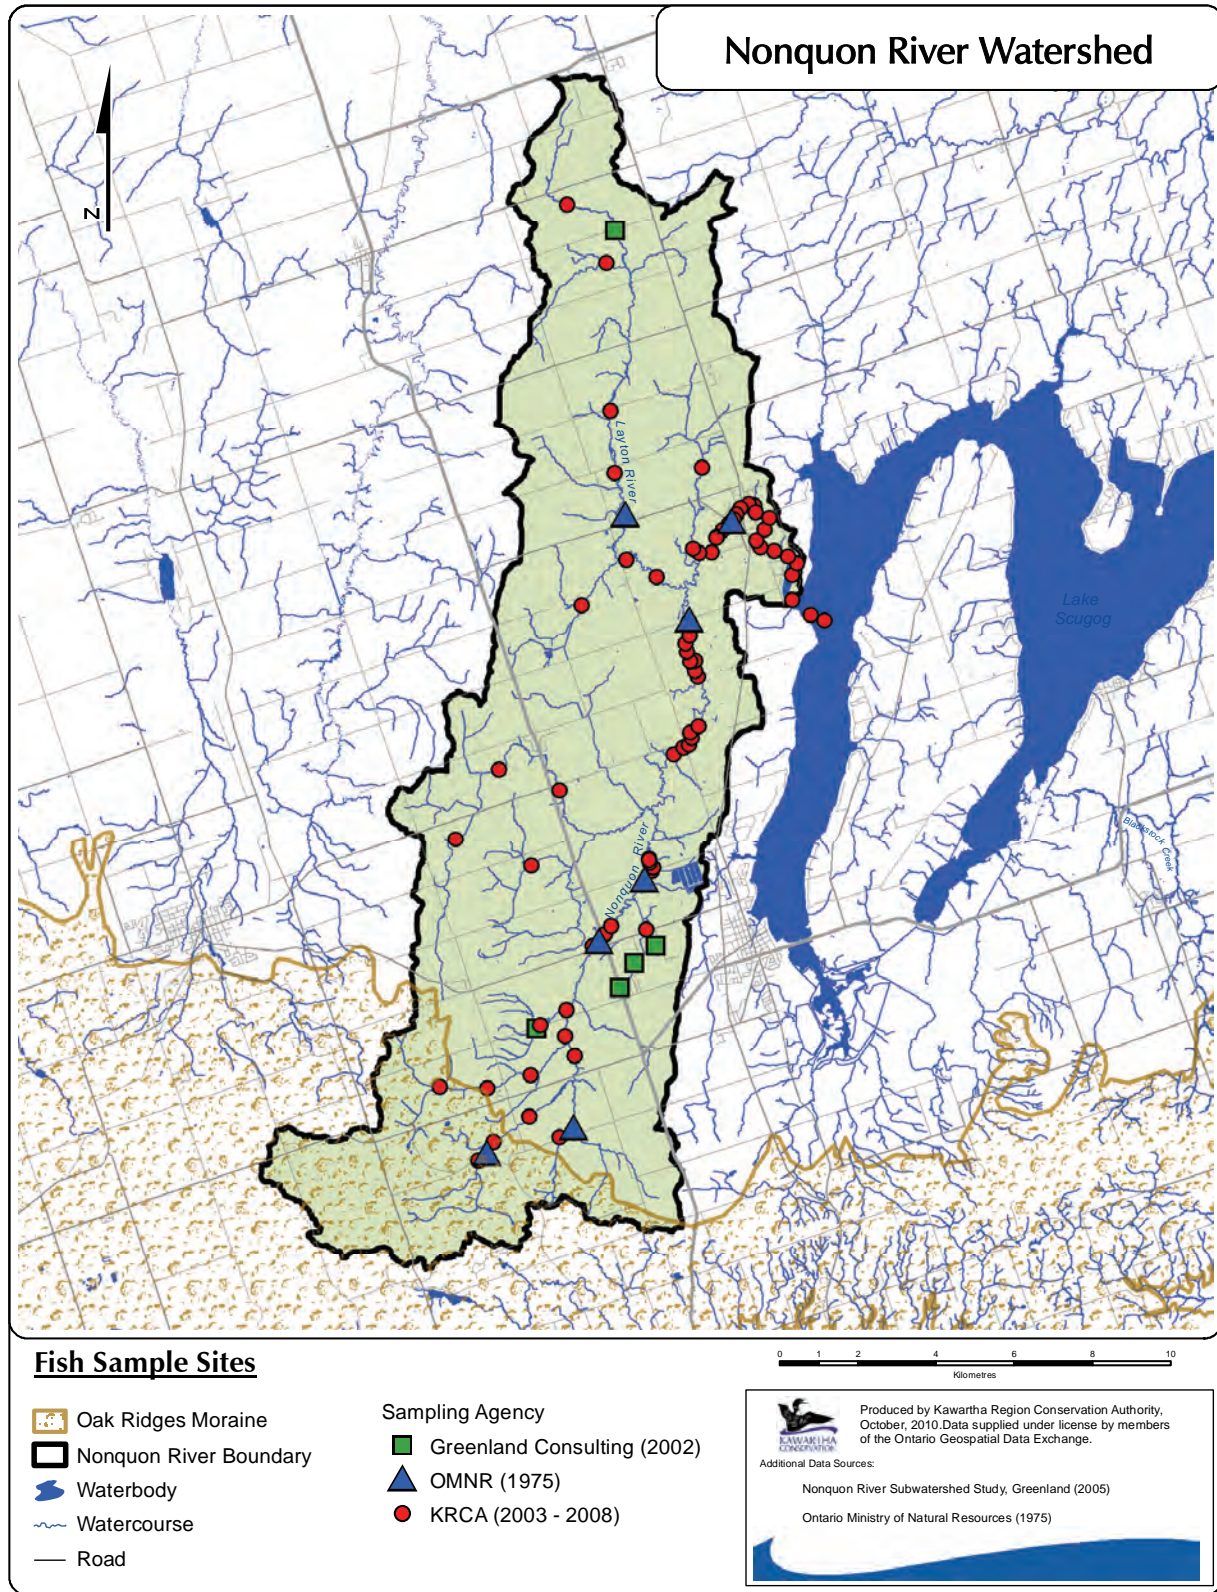 Nonquon River Watershed
N
Layton River
Lake
Scugog
Blackstock Creek
Nonquon River
Fish Sample Sites
Oak Ridges Moraine
Nonquon River Boundary
Waterbody
Watercourse
Road
Sampling Agency
Greenland Consulting (2002)
OMNR (1975)
KRCA (2003 - 2008)
0 1 2 4 6 8 10
Kilometres
KAWARTHA
CONSERVATION
Produced by Kawartha Region Conservation Authority,
October, 2010.Data supplied under license by members
of the Ontario Geospatial Data Exchange.
Additional Data Sources:
Nonquon River Subwatershed Study, Greenland (2005)
Ontario Ministry of Natural Resources (1975)